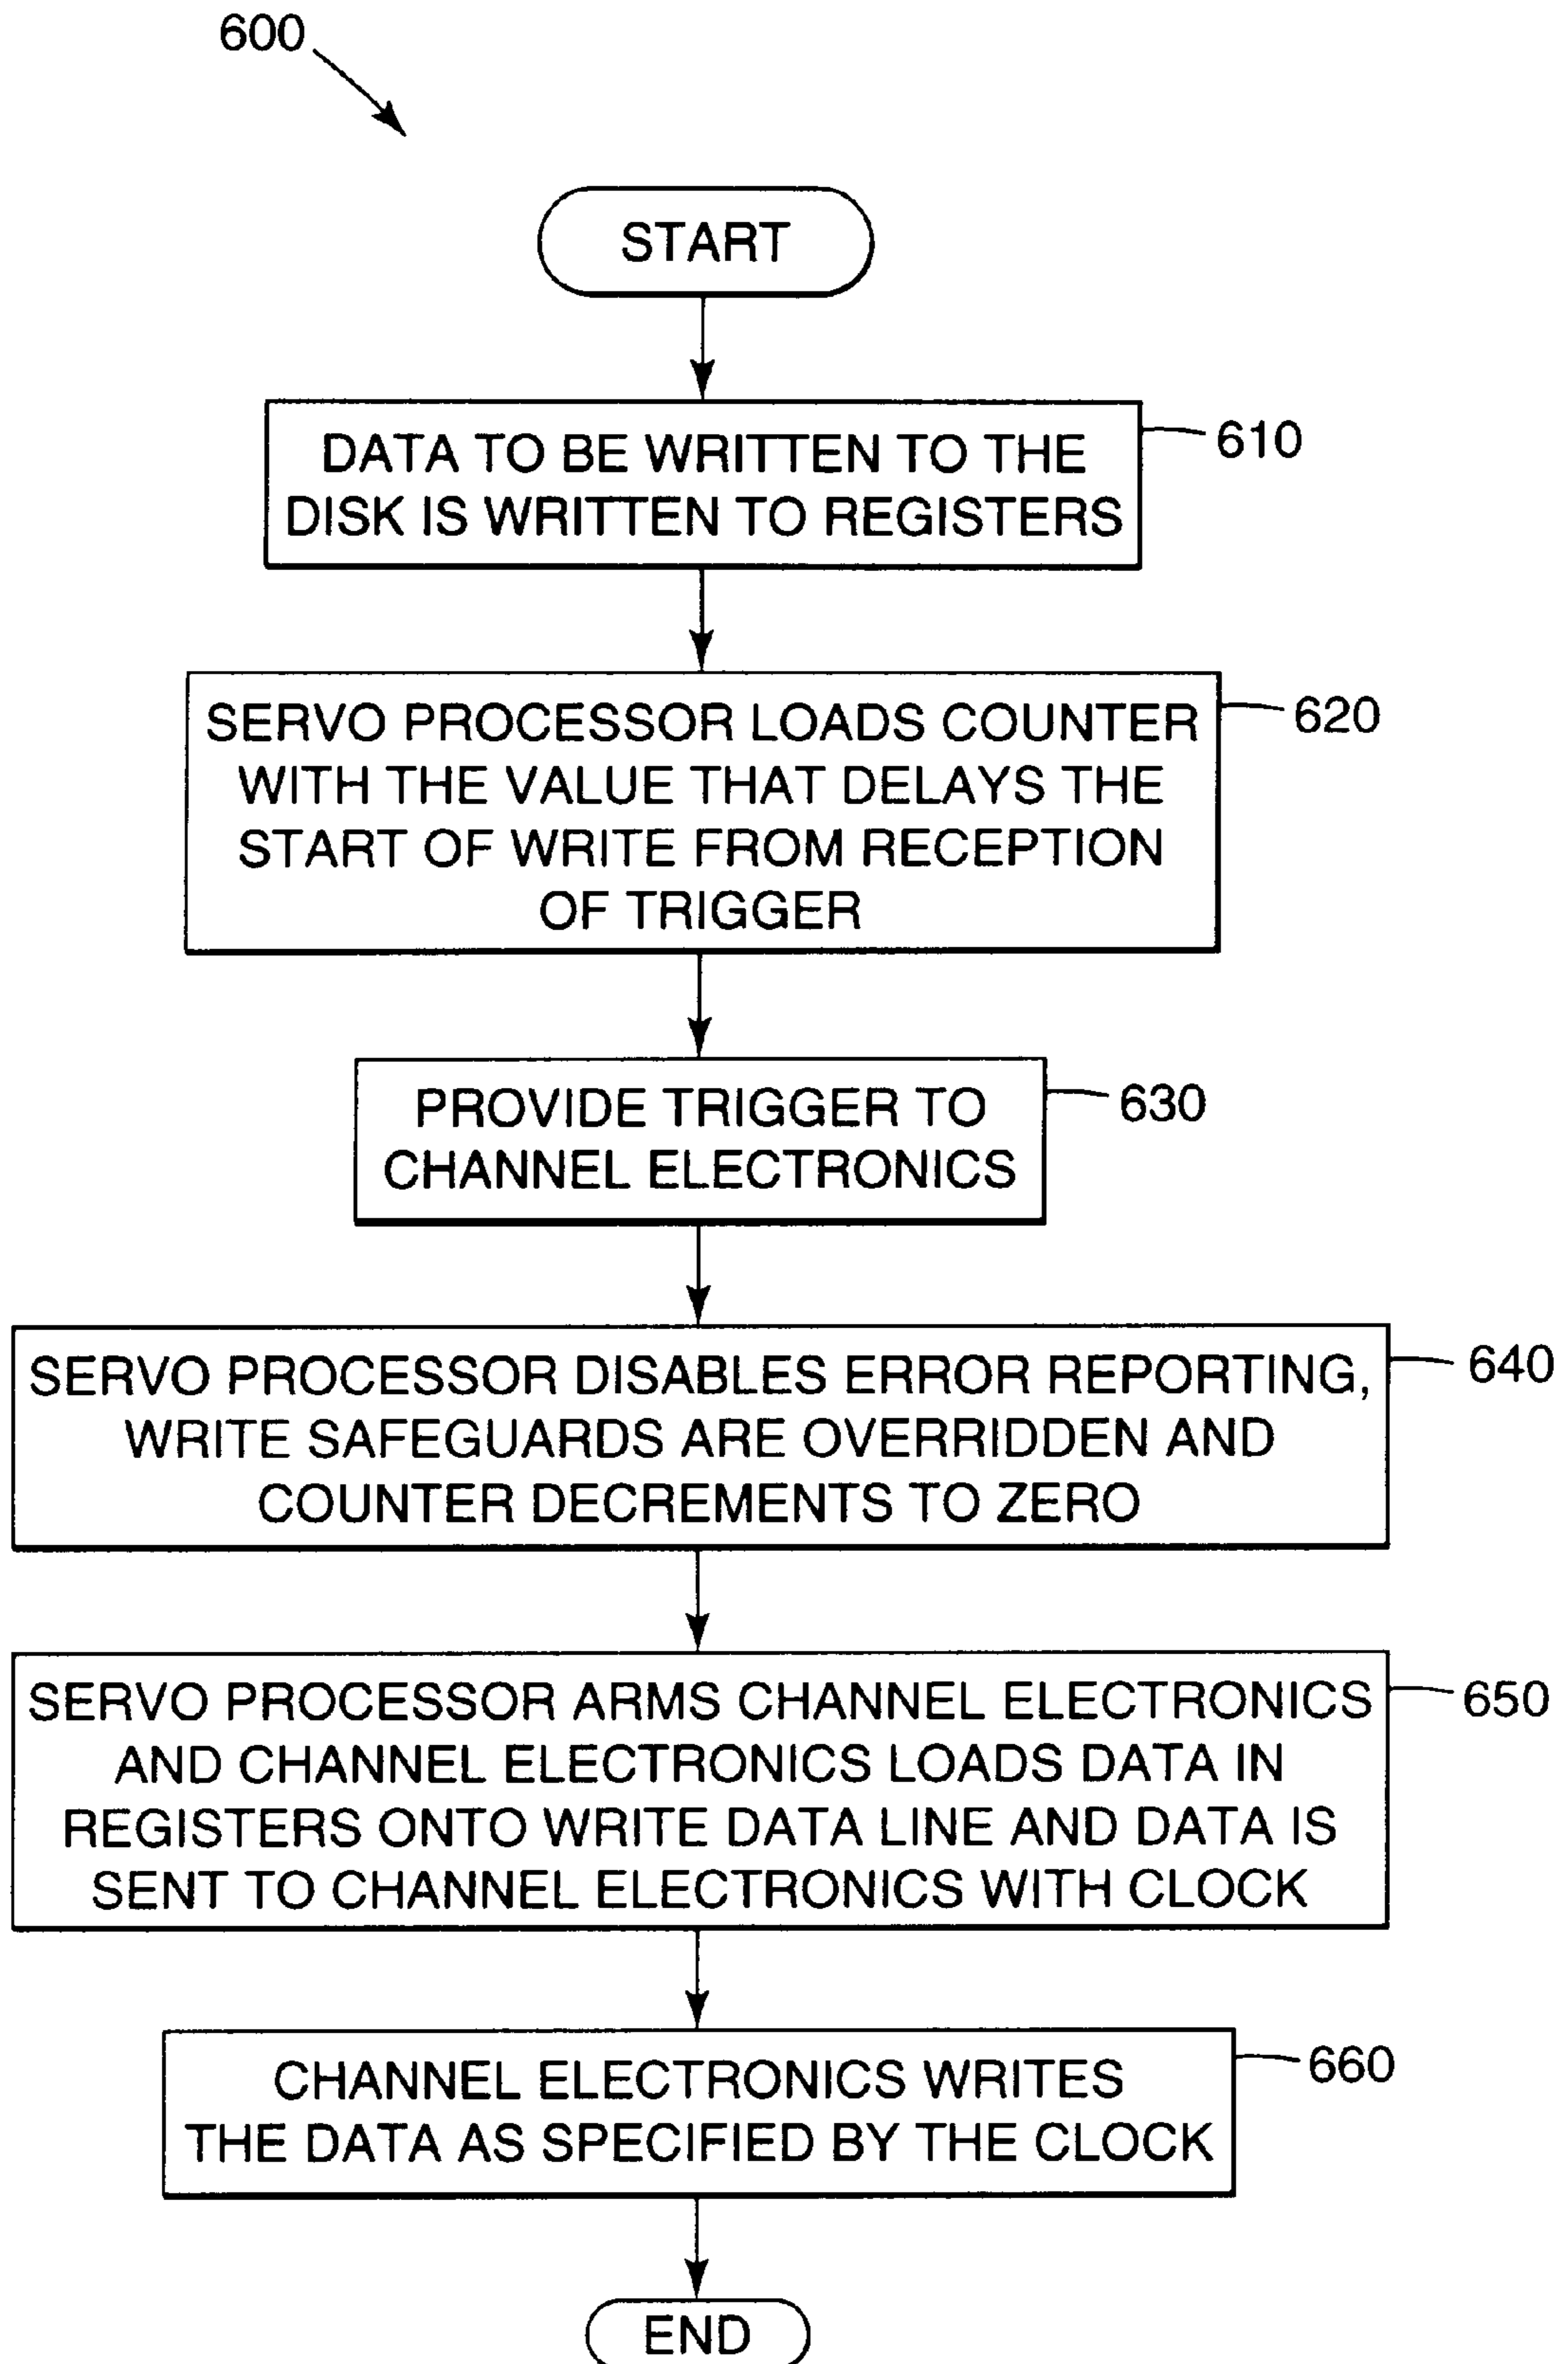 600
START
DATA TO BE WRITTEN TO THE
DISK IS WRITTEN TO REGISTERS
610
SERVO PROCESSOR LOADS COUNTER
WITH THE VALUE THAT DELAYS THE
START OF WRITE FROM RECEPTION
OF TRIGGER
620
PROVIDE TRIGGER TO
CHANNEL ELECTRONICS
630
SERVO PROCESSOR DISABLES ERROR REPORTING,
WRITE SAFEGUARDS ARE OVERRIDDEN AND
COUNTER DECREMENTS TO ZERO
640
SERVO PROCESSOR ARMS CHANNEL ELECTRONICS
AND CHANNEL ELECTRONICS LOADS DATA IN
REGISTERS ONTO WRITE DATA LINE AND DATA IS
SENT TO CHANNEL ELECTRONICS WITH CLOCK
650
CHANNEL ELECTRONICS WRITES
THE DATA AS SPECIFIED BY THE CLOCK
660
END